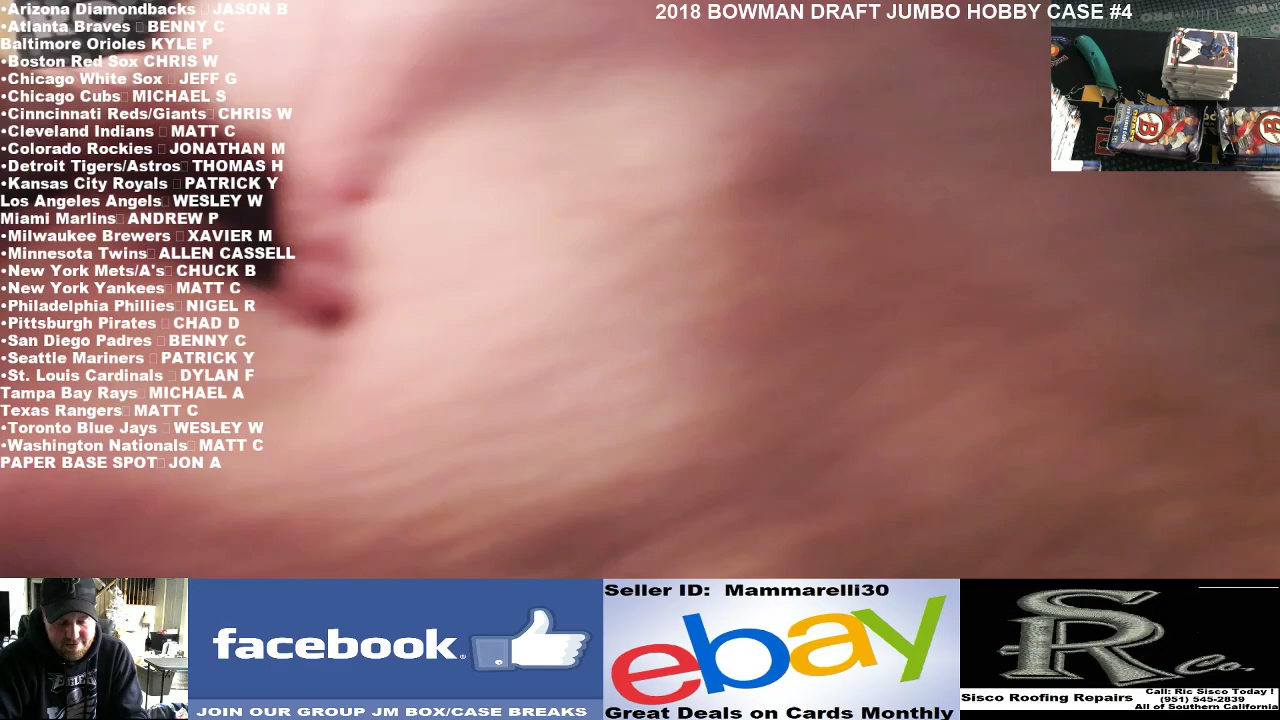 •Arizona Diamondbacks JASON B
•Atlanta Braves BENNY C
Baltimore Orioles KYLE P
•Boston Red Sox CHRIS W
•Chicago White Sox JEFF G
•Chicago Cubs MICHAEL S
•Cinncinnati Reds/Giants CHRIS W
•Cleveland Indians MATT C
•Colorado Rockies JONATHAN M
•Detroit Tigers/Astros THOMAS H
•Kansas City Royals PATRICK Y
Los Angeles Angels WESLEY W
Miami Marlins ANDREW P
•Milwaukee Brewers XAVIER M
•Minnesota Twins ALLEN CASSELL
•New York Mets/A's CHUCK B
•New York Yankees MATT C
•Philadelphia Phillies NIGEL R
•Pittsburgh Pirates CHAD D
•San Diego Padres BENNY C
•Seattle Mariners PATRICK Y
•St. Louis Cardinals DYLAN F
Tampa Bay Rays MICHAEL A
Texas Rangers MATT C
•Toronto Blue Jays WESLEY W
•Washington Nationals MATT C
PAPER BASE SPOT JON A
2018 BOWMAN DRAFT JUMBO HOBBY CASE #4
facebook
JOIN OUR GROUP JM BOX/CASE BREAKS
Seller ID: Mammarelli30
ebay
Great Deals on Cards Monthly
SR Co.
Sisco Roofing Repairs
Call: Ric Sisco Today !
(951) 545-2839
All of Southern California